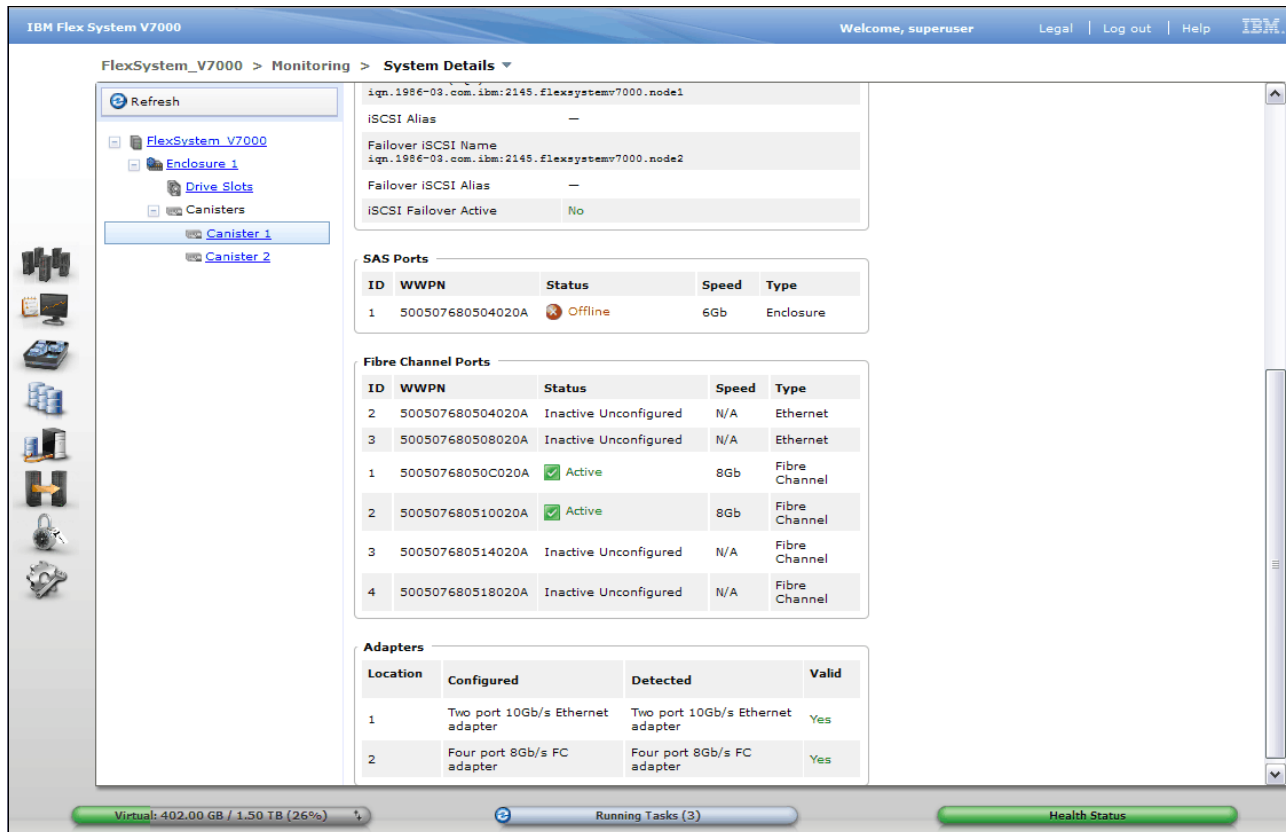 IBM Flex System V7000
Welcome, superuser
Legal | Log out | Help
IBM.
FlexSystem_V7000 > Monitoring > System Details
Refresh
FlexSystem_V7000
Enclosure 1
Drive Slots
Canisters
Canister 1
Canister 2
iqn.1986-03.com.ibm:2145.flexsystemv7000.node1
iSCSI Alias —
Failover iSCSI Name
iqn.1986-03.com.ibm:2145.flexsystemv7000.node2
Failover iSCSI Alias —
iSCSI Failover Active No
SAS Ports
ID WWPN Status Speed Type
1 500507680504020A Offline 6Gb Enclosure
Fibre Channel Ports
ID WWPN Status Speed Type
2 500507680504020A Inactive Unconfigured N/A Ethernet
3 500507680508020A Inactive Unconfigured N/A Ethernet
1 50050768050C020A Active 8Gb Fibre Channel
2 500507680510020A Active 8Gb Fibre Channel
3 500507680514020A Inactive Unconfigured N/A Fibre Channel
4 500507680518020A Inactive Unconfigured N/A Fibre Channel
Adapters
Location Configured Detected Valid
1 Two port 10Gb/s Ethernet adapter Two port 10Gb/s Ethernet adapter Yes
2 Four port 8Gb/s FC adapter Four port 8Gb/s FC adapter Yes
Virtual: 402.00 GB / 1.50 TB (26%)
Running Tasks (3)
Health Status